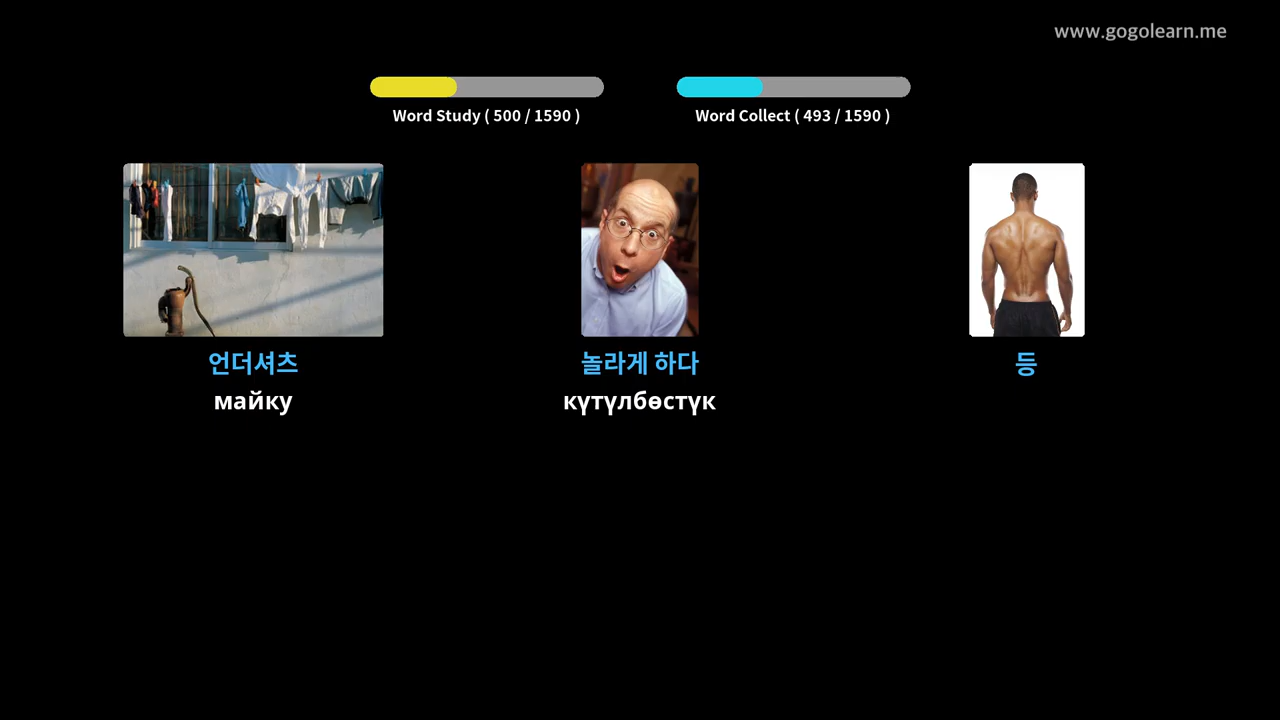 www.gogolearn.me
Word Study ( 500 / 1590 )
Word Collect ( 493 / 1590 )
언더셔츠
майку
놀라게 하다
күтүлбөстүк
등